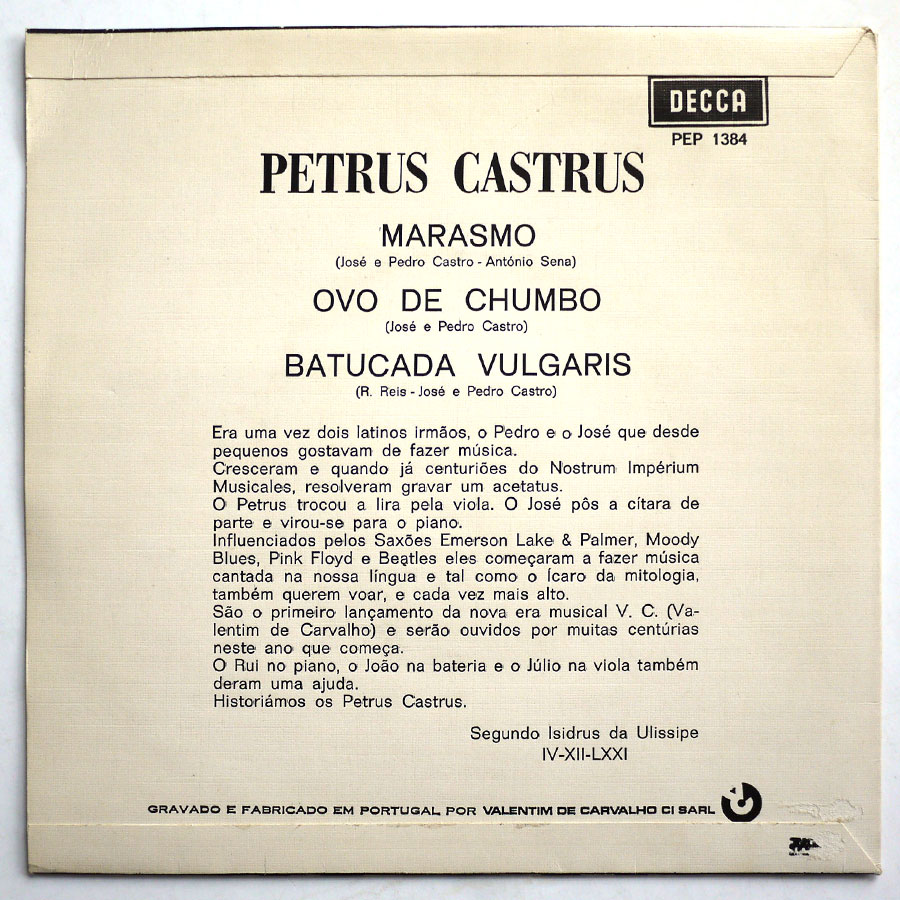 DECCA
PEP 1384
PETRUS CASTRUS
MARASMO
(José e Pedro Castro - António Sena)
OVO DE CHUMBO
(José e Pedro Castro)
BATUCADA VULGARIS
(R. Reis - José e Pedro Castro)
Era uma vez dois latinos irmãos, o Pedro e o José que desde
pequenos gostavam de fazer música.
Cresceram e quando já centuriões do Nostrum Impérium
Musicales, resolveram gravar um acetatus.
O Petrus trocou a lira pela viola. O José pôs a cítara de
parte e virou-se para o piano.
Influenciados pelos Saxões Emerson Lake & Palmer, Moody
Blues, Pink Floyd e Beatles eles começaram a fazer música
cantada na nossa língua e tal como o Ícaro da mitologia,
também querem voar, e cada vez mais alto.
São o primeiro lançamento da nova era musical V. C. (Va-
lentim de Carvalho) e serão ouvidos por muitas centúrias
neste ano que começa.
O Rui no piano, o João na bateria e o Júlio na viola também
deram uma ajuda.
Historiámos os Petrus Castrus.
Segundo Isidrus da Ulissipe
IV-XII-LXXI
GRAVADO E FABRICADO EM PORTUGAL POR VALENTIM DE CARVALHO CI SARL